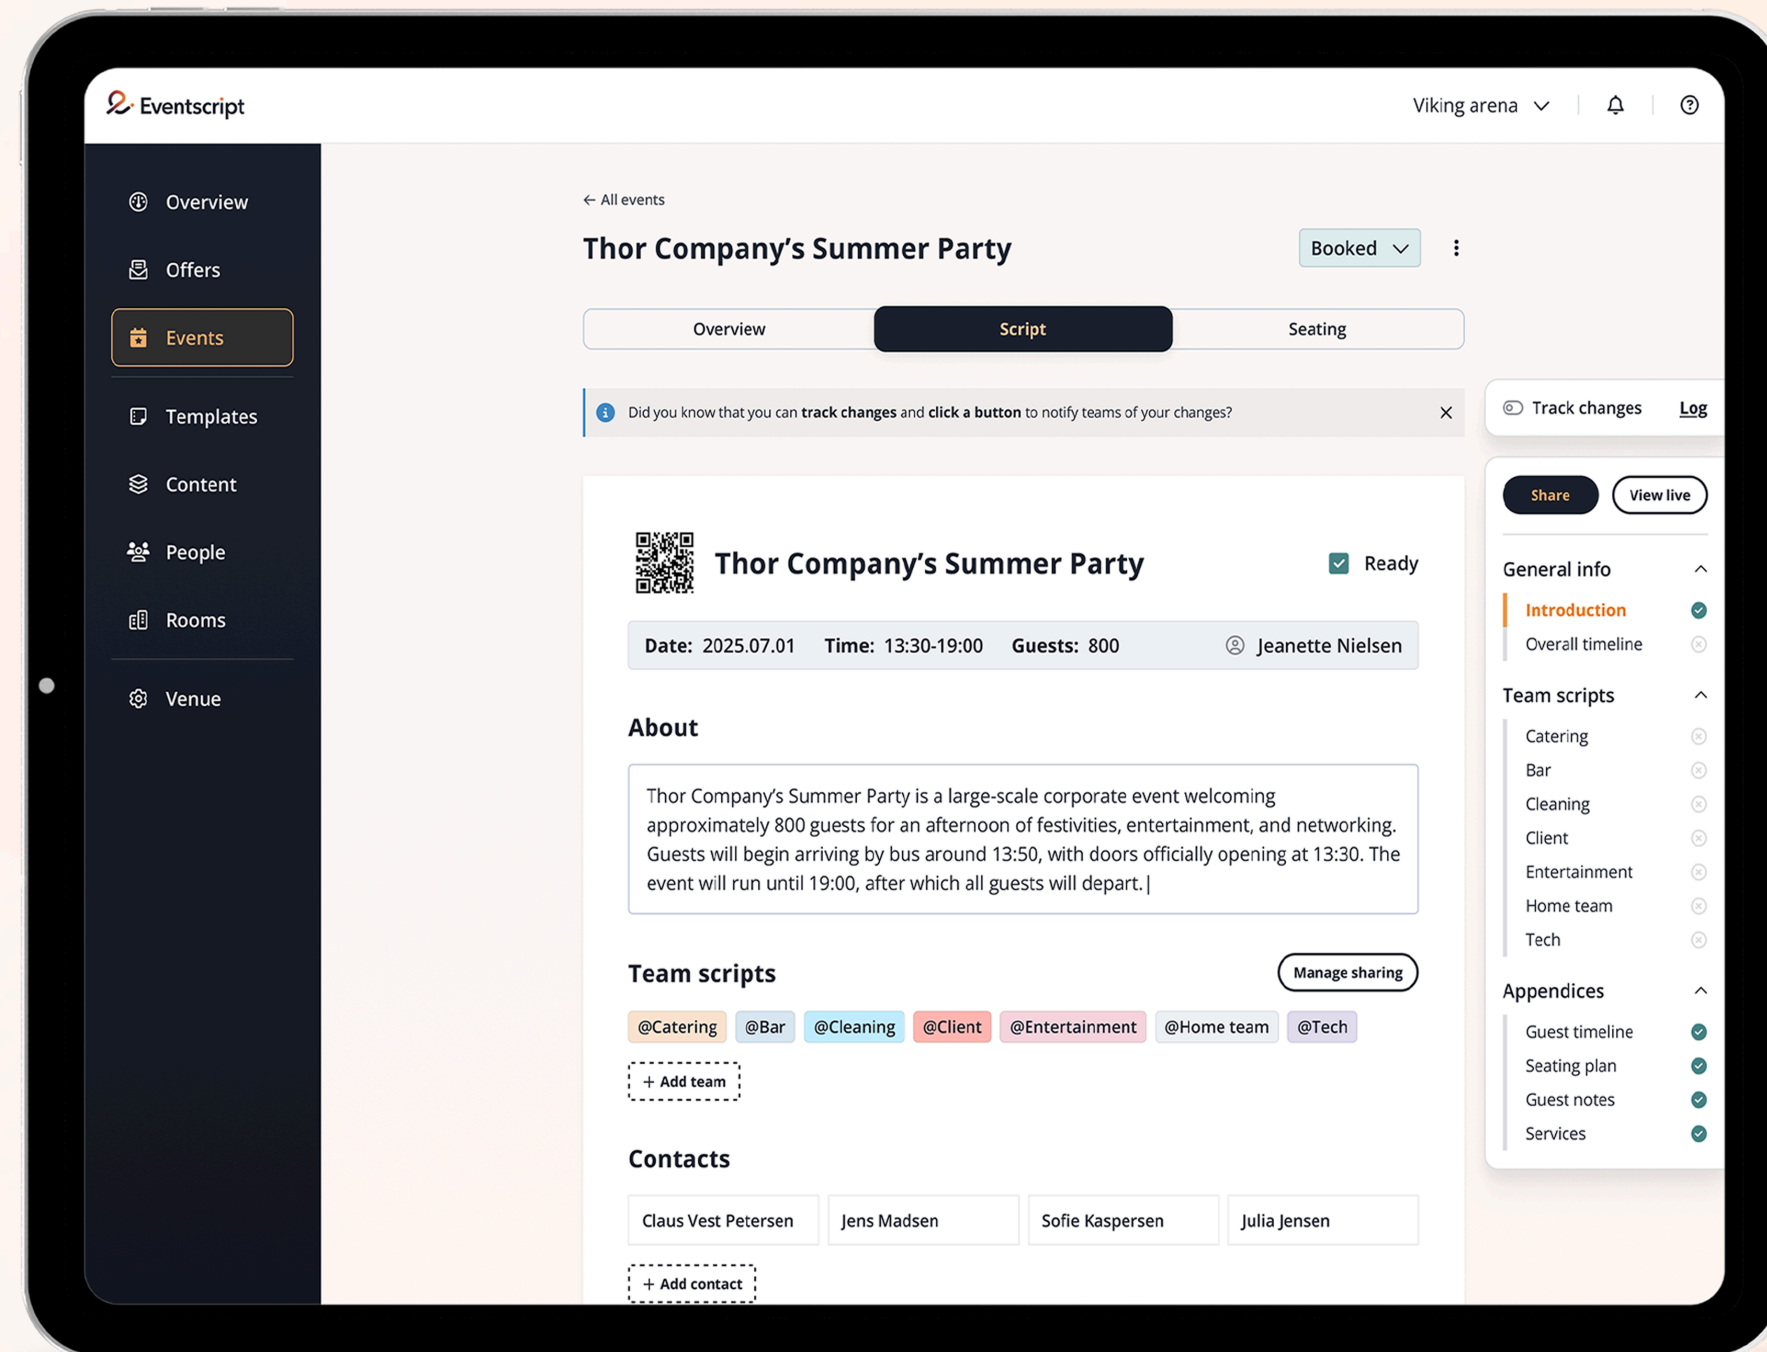 Eventscript
Viking arena
Overview
Offers
Events
Templates
Content
People
Rooms
Venue
← All events
Thor Company’s Summer Party
Booked
Overview
Script
Seating
Did you know that you can track changes and click a button to notify teams of your changes?
Thor Company’s Summer Party
Ready
Date: 2025.07.01 Time: 13:30-19:00 Guests: 800 Jeanette Nielsen
About
Thor Company’s Summer Party is a large-scale corporate event welcoming
approximately 800 guests for an afternoon of festivities, entertainment, and networking.
Guests will begin arriving by bus around 13:50, with doors officially opening at 13:30. The
event will run until 19:00, after which all guests will depart.
Team scripts
Manage sharing
@Catering @Bar @Cleaning @Client @Entertainment @Home team @Tech
+ Add team
Contacts
Claus Vest Petersen
Jens Madsen
Sofie Kaspersen
Julia Jensen
+ Add contact
Track changes
Log
Share
View live
General info
Introduction
Overall timeline
Team scripts
Catering
Bar
Cleaning
Client
Entertainment
Home team
Tech
Appendices
Guest timeline
Seating plan
Guest notes
Services